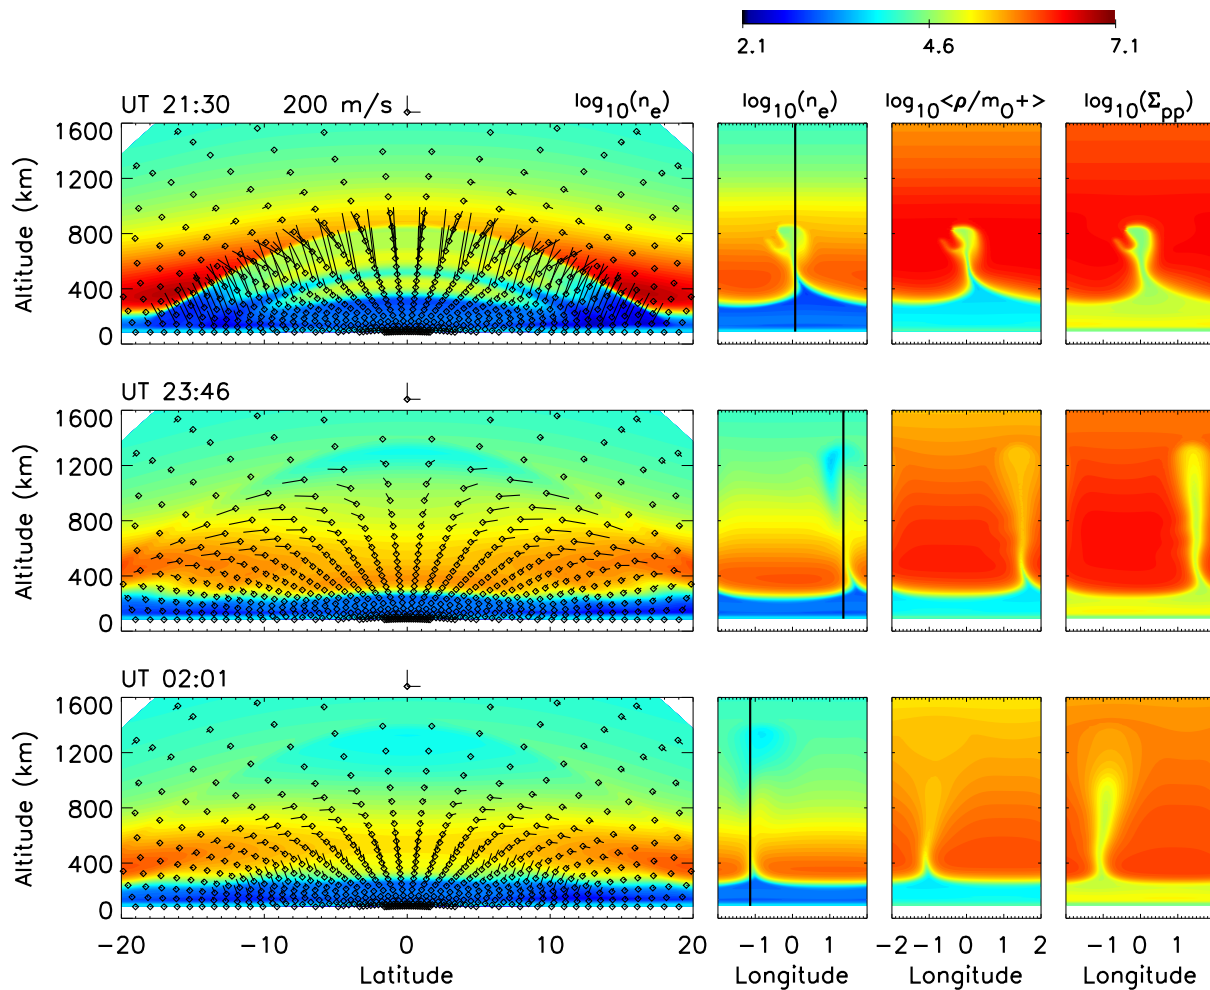 2.1 4.6 7.1
UT 21:30 200 m/s log10(ne) log10(ne) log10<ρ/mO+> log10(Σpp)
1600
1200
800
400
0
Altitude (km)
UT 23:46
1600
1200
800
400
0
Altitude (km)
UT 02:01
1600
1200
800
400
0
Altitude (km)
−20 −10 0 10 20 −1 0 1 −2 −1 0 1 2 −1 0 1
Latitude Longitude Longitude Longitude